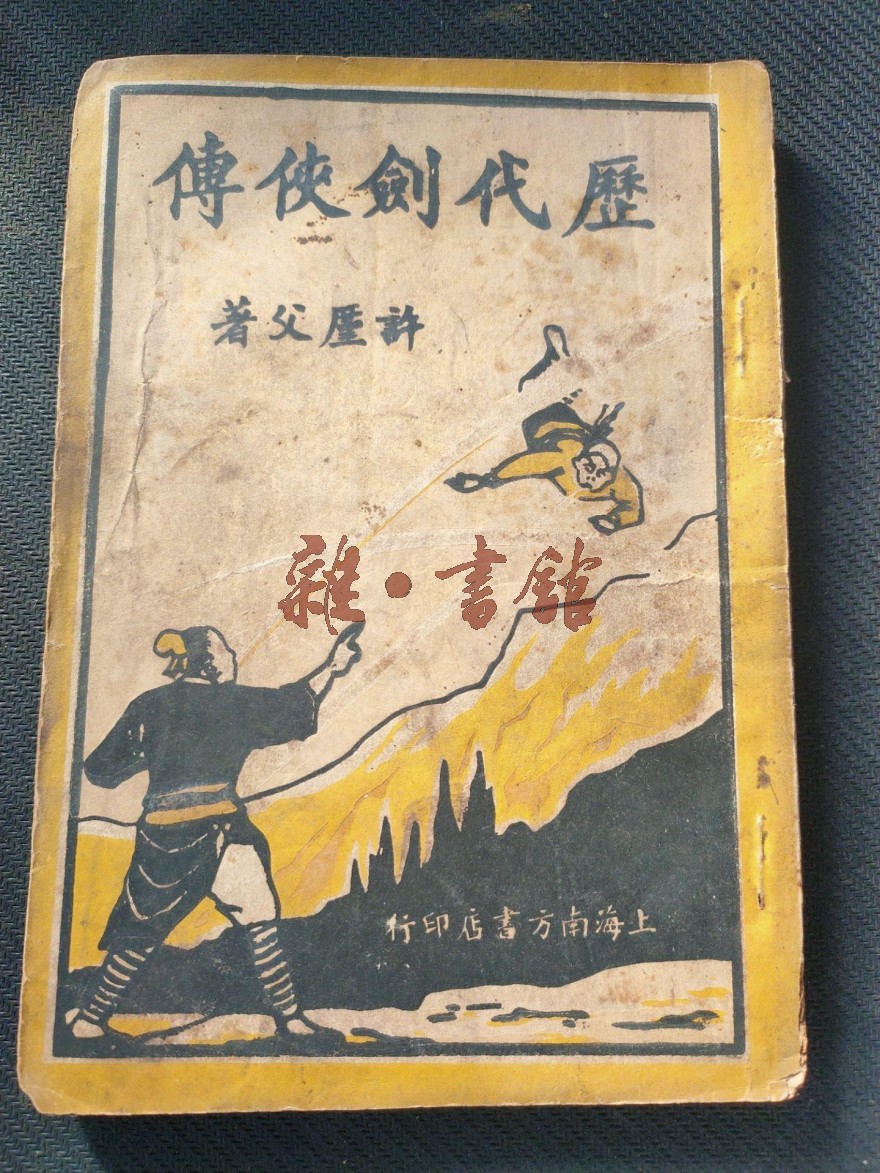 歷代劍俠傳
許厪父著
雜·書館
上海南方書店印行